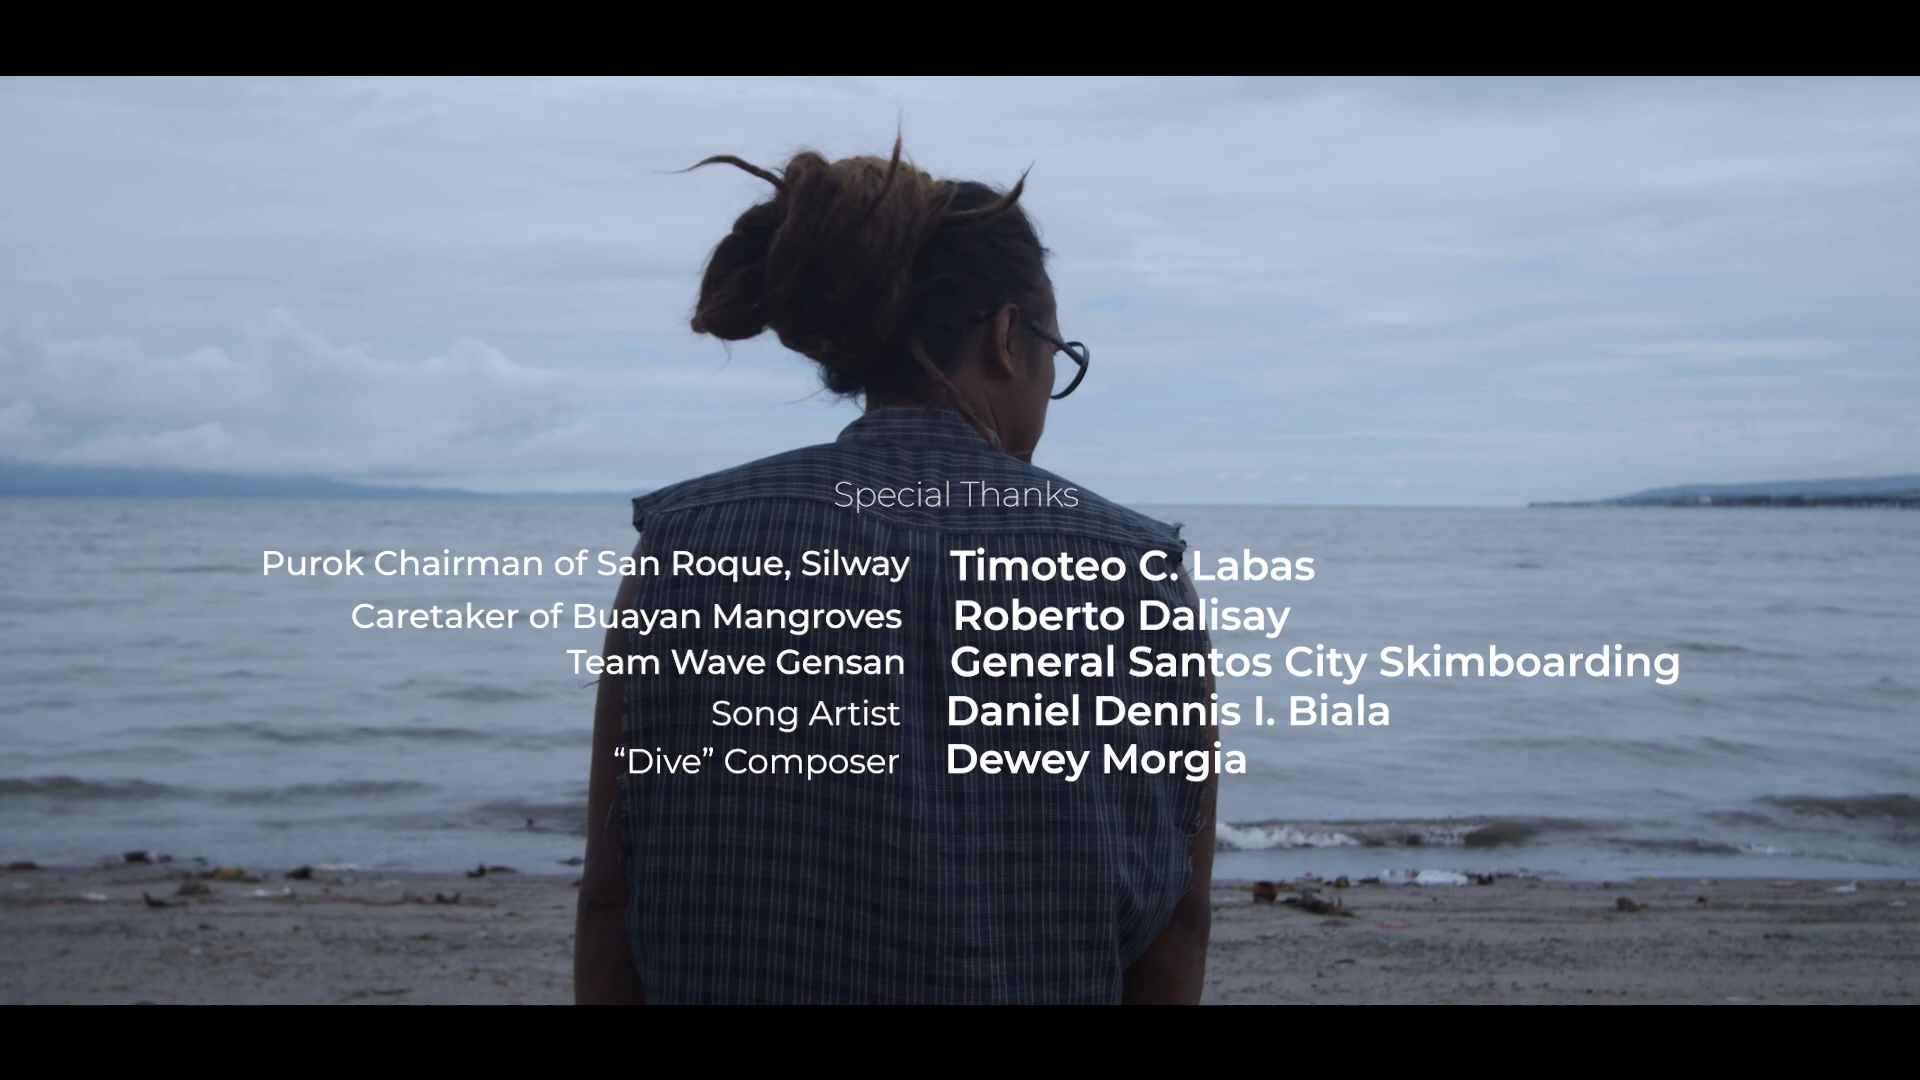 Special Thanks
Purok Chairman of San Roque, Silway Timoteo C. Labas
Caretaker of Buayan Mangroves Roberto Dalisay
Team Wave Gensan General Santos City Skimboarding
Song Artist Daniel Dennis I. Biala
“Dive” Composer Dewey Morgia